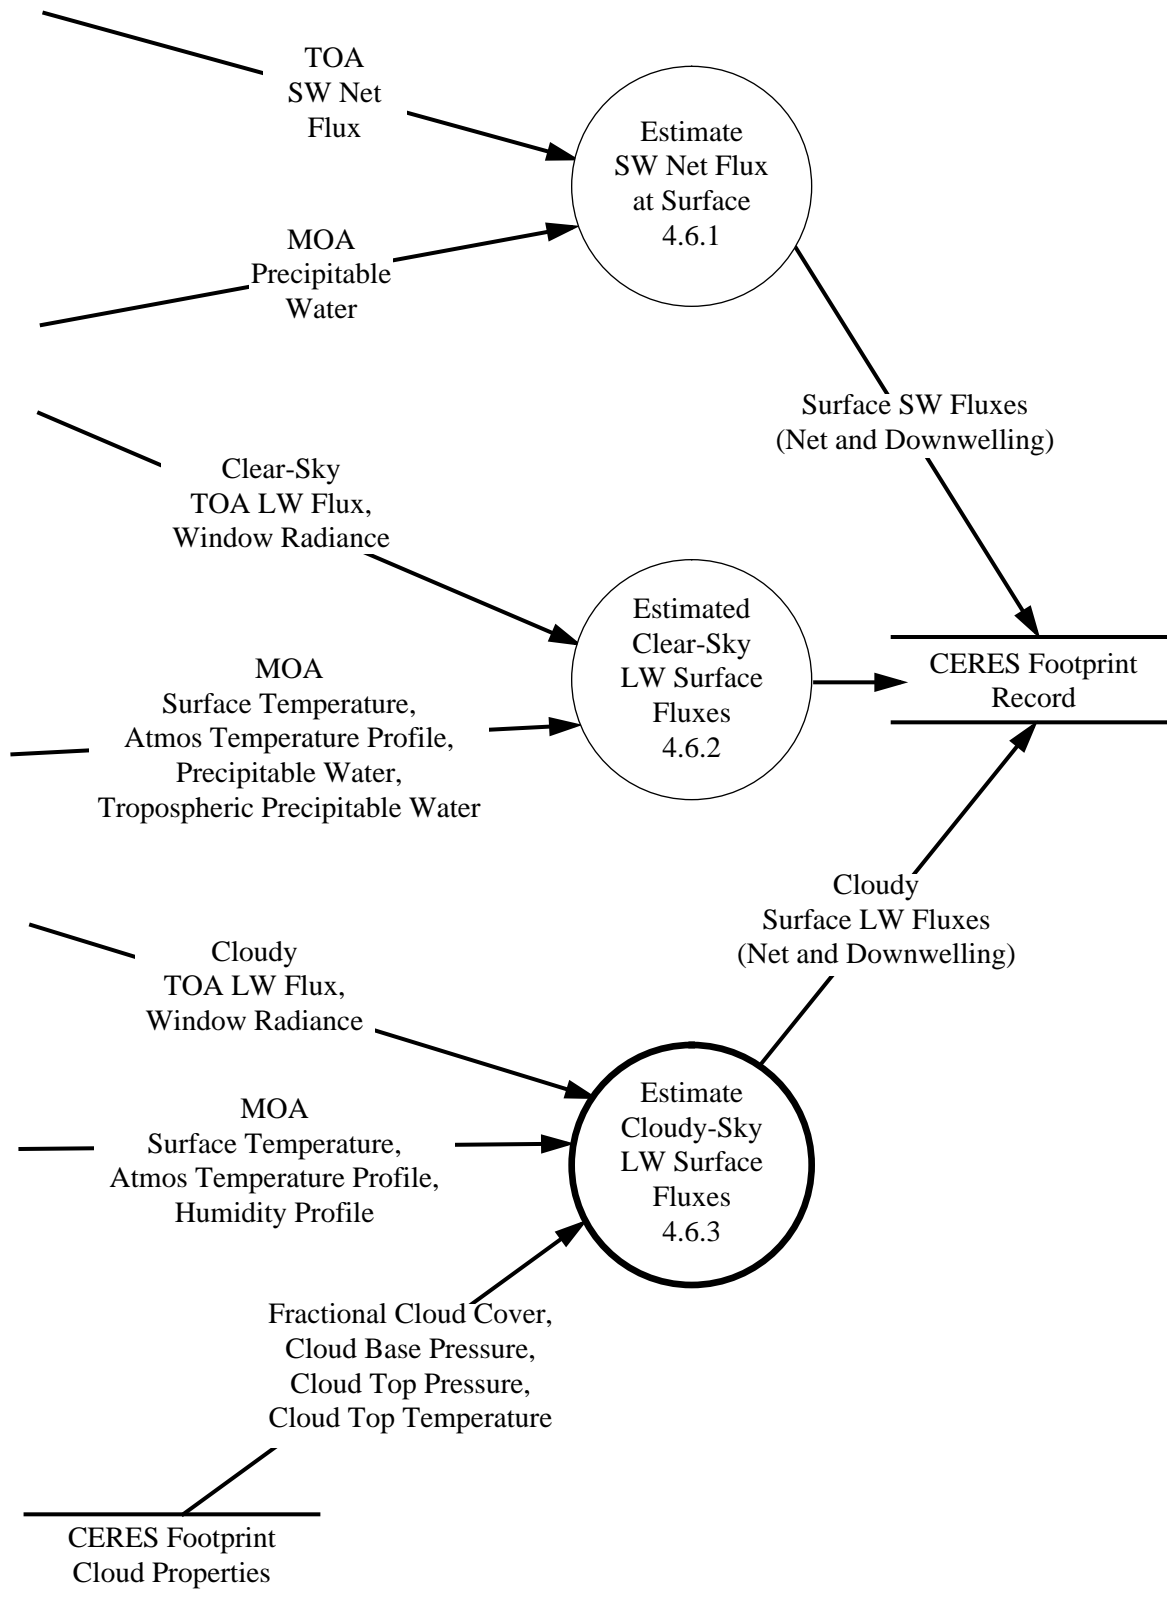 TOA
SW Net
Flux
Estimate
SW Net Flux
at Surface
4.6.1
MOA
Precipitable
Water
Surface SW Fluxes
(Net and Downwelling)
Clear-Sky
TOA LW Flux,
Window Radiance
Estimated
Clear-Sky
LW Surface
Fluxes
4.6.2
CERES Footprint
Record
MOA
Surface Temperature,
Atmos Temperature Profile,
Precipitable Water,
Tropospheric Precipitable Water
Cloudy
Surface LW Fluxes
(Net and Downwelling)
Cloudy
TOA LW Flux,
Window Radiance
Estimate
Cloudy-Sky
LW Surface
Fluxes
4.6.3
MOA
Surface Temperature,
Atmos Temperature Profile,
Humidity Profile
Fractional Cloud Cover,
Cloud Base Pressure,
Cloud Top Pressure,
Cloud Top Temperature
CERES Footprint
Cloud Properties